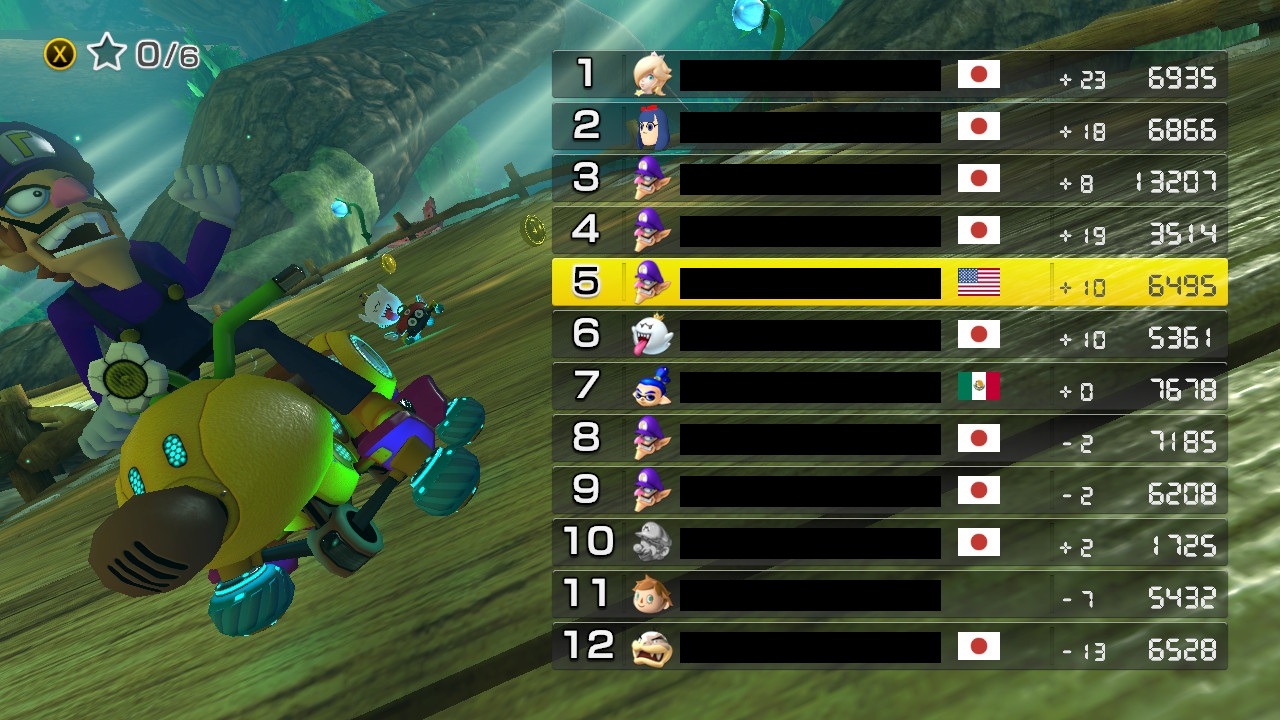 X 0/6
1 + 23 6935
2 + 18 6866
3 + 8 13207
4 + 19 3514
5 + 10 6495
6 + 10 5361
7 + 0 7678
8 - 2 7185
9 - 2 6208
10 + 2 1725
11 - 7 5432
12 - 13 6528